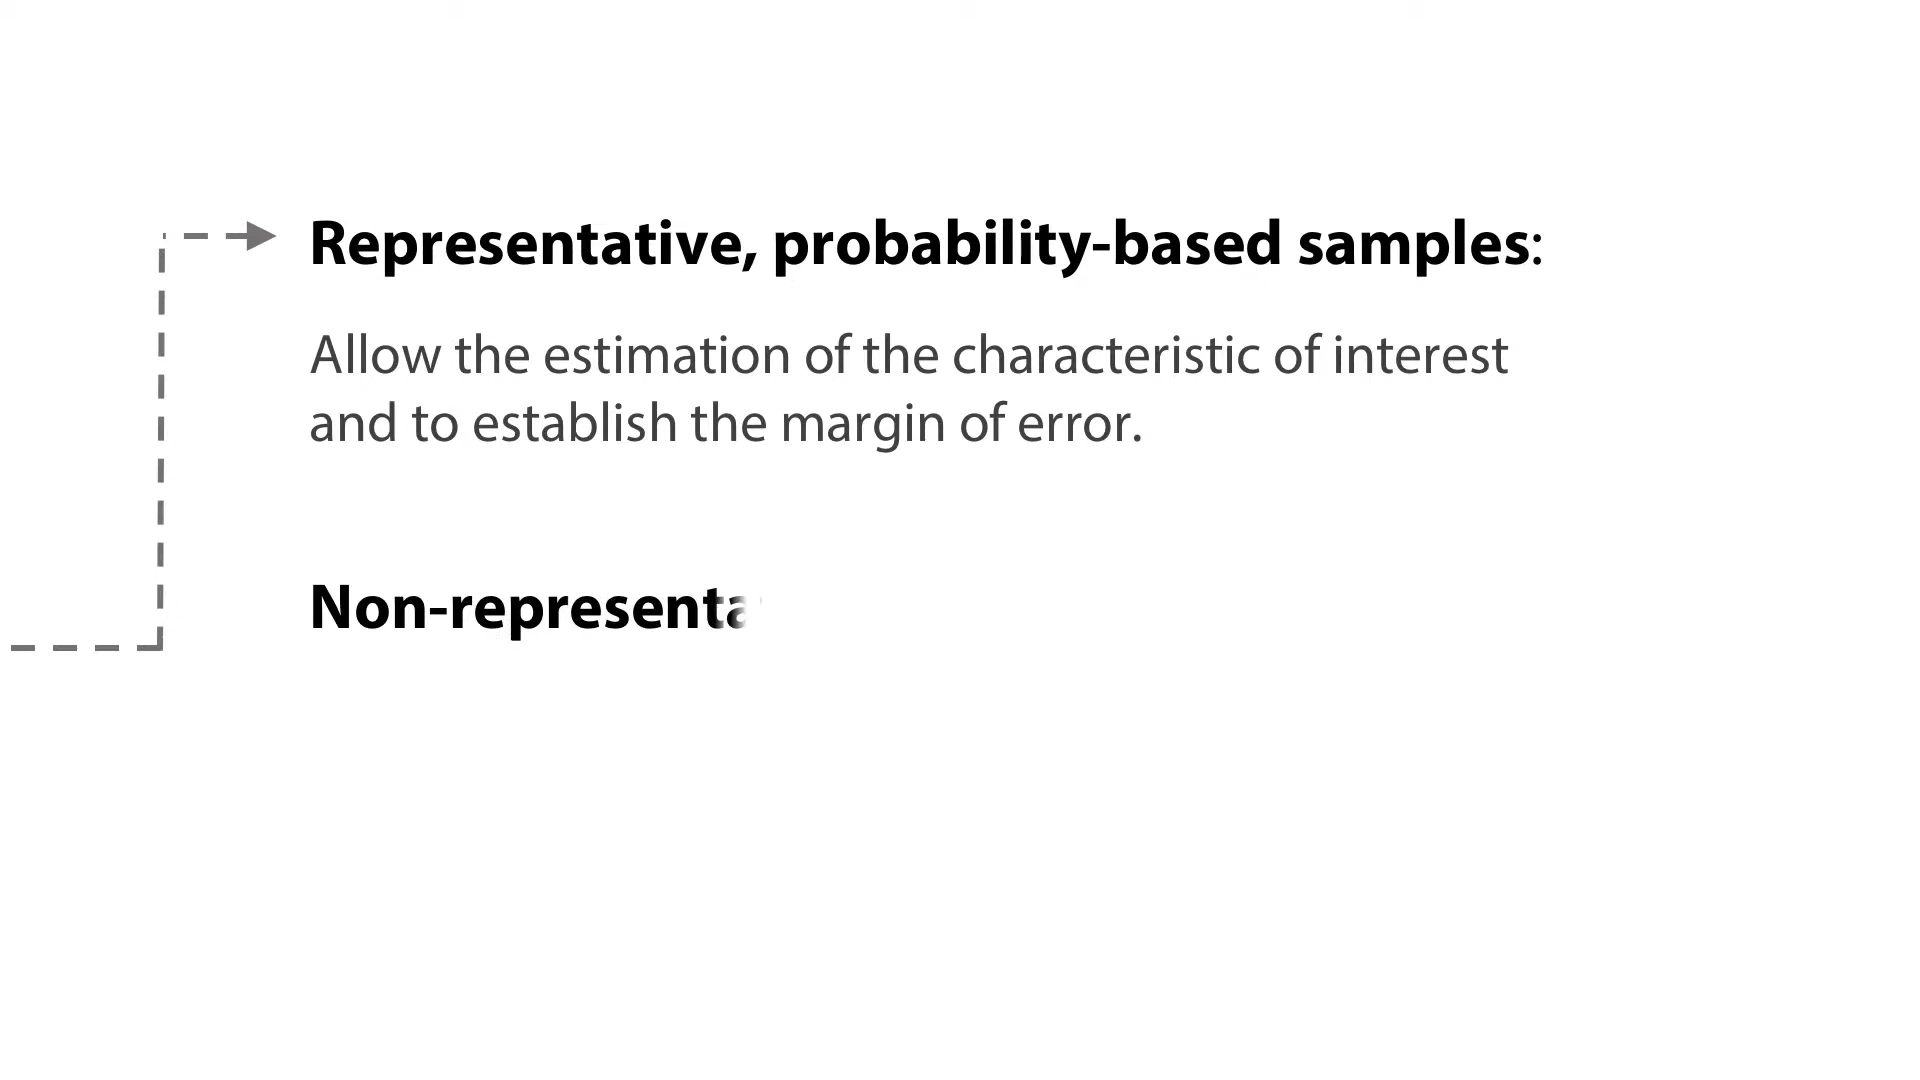 Representative, probability-based samples:
Allow the estimation of the characteristic of interest
and to establish the margin of error.
Non-representa